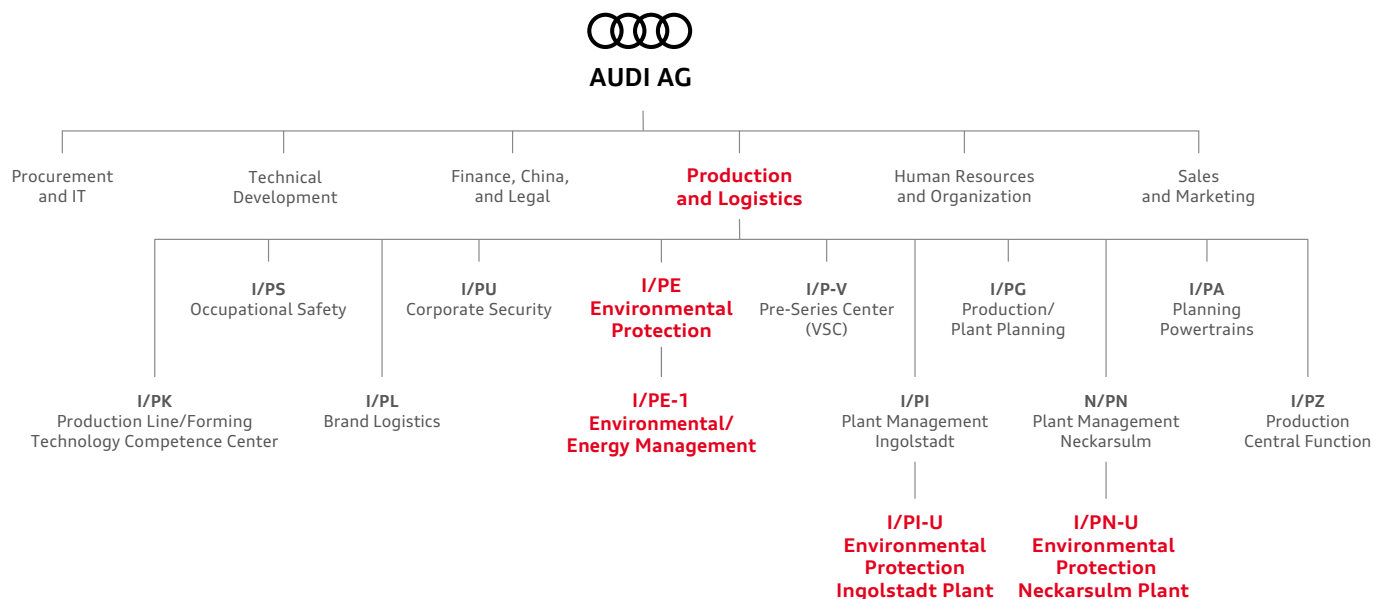 AUDI AG
Procurement
and IT
Technical
Development
Finance, China,
and Legal
Production
and Logistics
Human Resources
and Organization
Sales
and Marketing
I/PS
Occupational Safety
I/PU
Corporate Security
I/PE
Environmental
Protection
I/P-V
Pre-Series Center
(VSC)
I/PG
Production/
Plant Planning
I/PA
Planning
Powertrains
I/PK
Production Line/Forming
Technology Competence Center
I/PL
Brand Logistics
I/PE-1
Environmental/
Energy Management
I/PI
Plant Management
Ingolstadt
N/PN
Plant Management
Neckarsulm
I/PZ
Production
Central Function
I/PI-U
Environmental
Protection
Ingolstadt Plant
I/PN-U
Environmental
Protection
Neckarsulm Plant